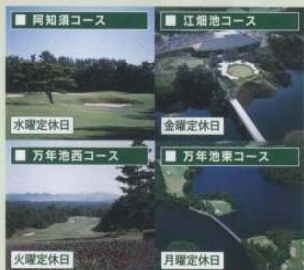 ■ 阿知須コース
水曜定休日
■ 江畑池コース
金曜定休日
■ 万年池西コース
火曜定休日
■ 万年池東コース
月曜定休日